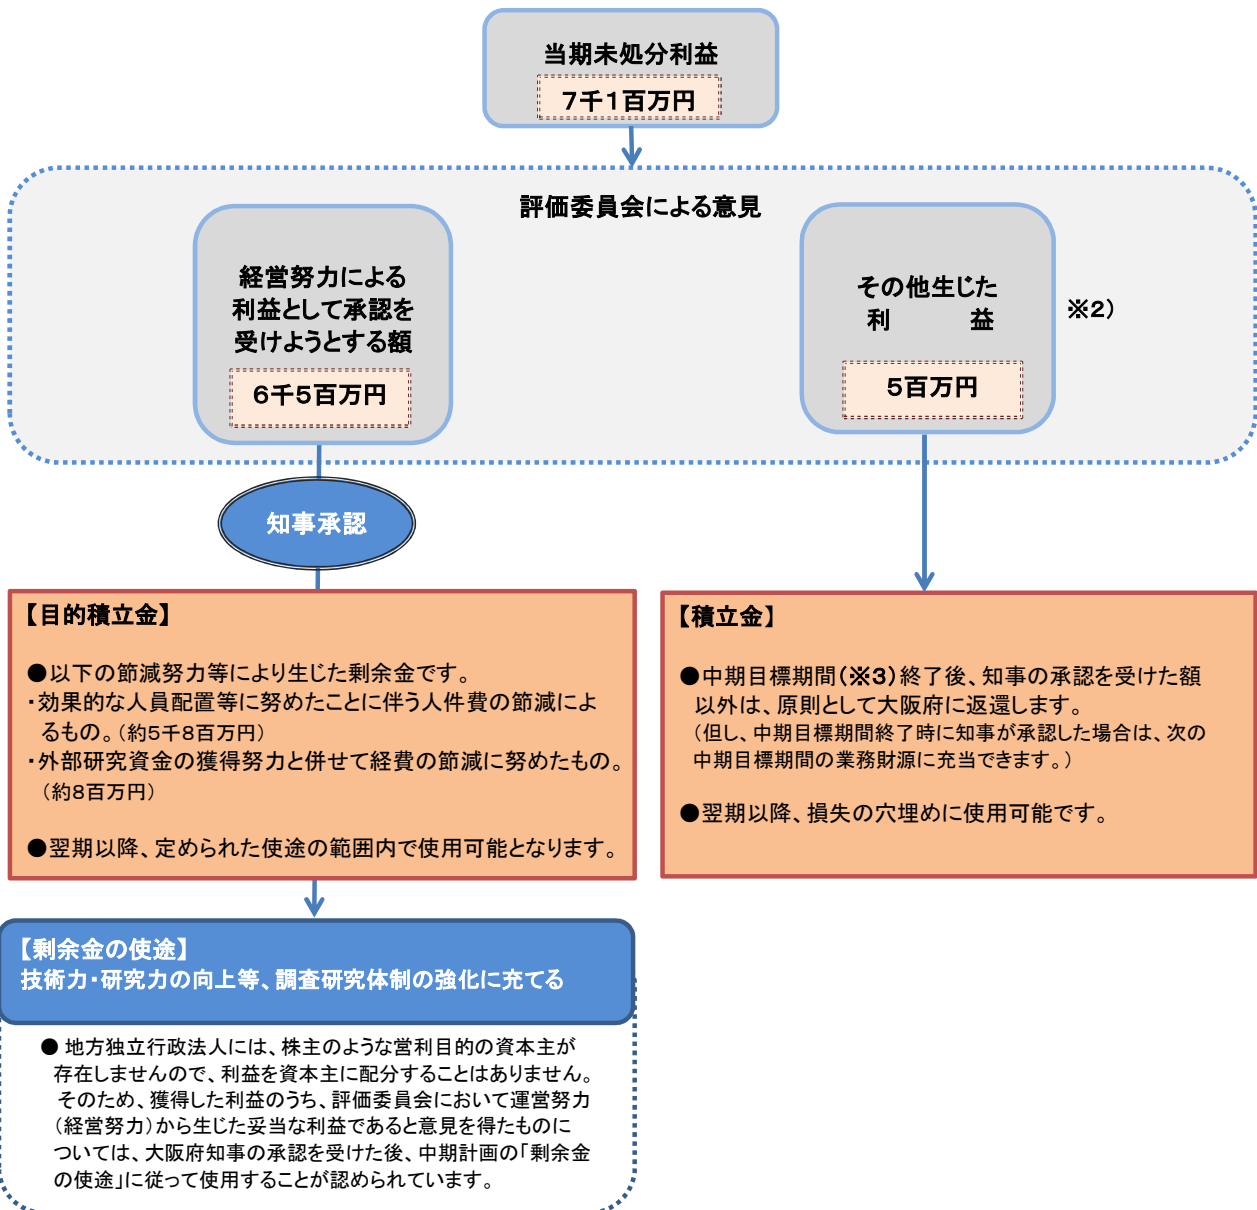 当期未処分利益
７千１百万円
評価委員会による意見
経営努力による
利益として承認を
受けようとする額
６千５百万円
その他生じた
利　　　益
※２）
５百万円
知事承認
【目的積立金】
●以下の節減努力等により生じた剰余金です。
・効果的な人員配置等に努めたことに伴う人件費の節減によ
るもの。（約５千８百万円）
・外部研究資金の獲得努力と併せて経費の節減に努めたもの。
（約８百万円）
●翌期以降、定められた使途の範囲内で使用可能となります。
【積立金】
●中期目標期間（※３）終了後、知事の承認を受けた額
以外は、原則として大阪府に返還します。
（但し、中期目標期間終了時に知事が承認した場合は、次の
中期目標期間の業務財源に充当できます。）
●翌期以降、損失の穴埋めに使用可能です。
【剰余金の使途】
技術力・研究力の向上等、調査研究体制の強化に充てる
● 地方独立行政法人には、株主のような営利目的の資本主が
存在しませんので、利益を資本主に配分することはありません。
そのため、獲得した利益のうち、評価委員会において運営努力
（経営努力）から生じた妥当な利益であると意見を得たものに
ついては、大阪府知事の承認を受けた後、中期計画の「剰余金
の使途」に従って使用することが認められています。